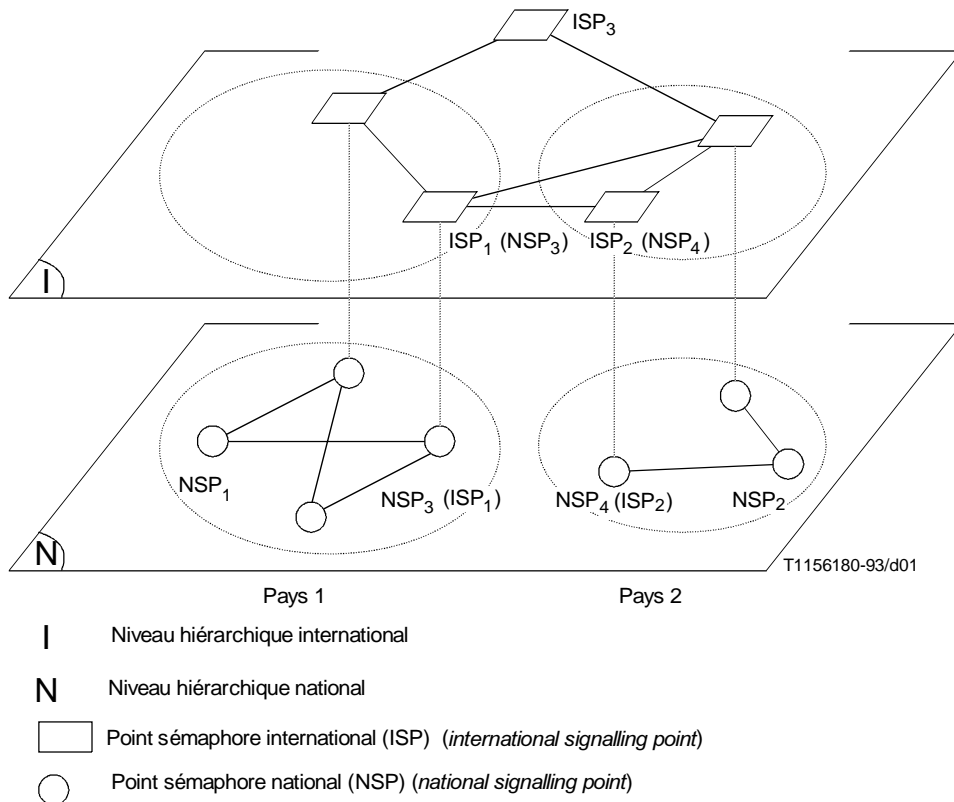 ISP3
ISP1 (NSP3) ISP2 (NSP4)
I
NSP1 NSP3 (ISP1) NSP4 (ISP2) NSP2
N
T1156180-93/d01
Pays 1 Pays 2
I Niveau hiérarchique international
N Niveau hiérarchique national
Point sémaphore international (ISP) (international signalling point)
Point sémaphore national (NSP) (national signalling point)